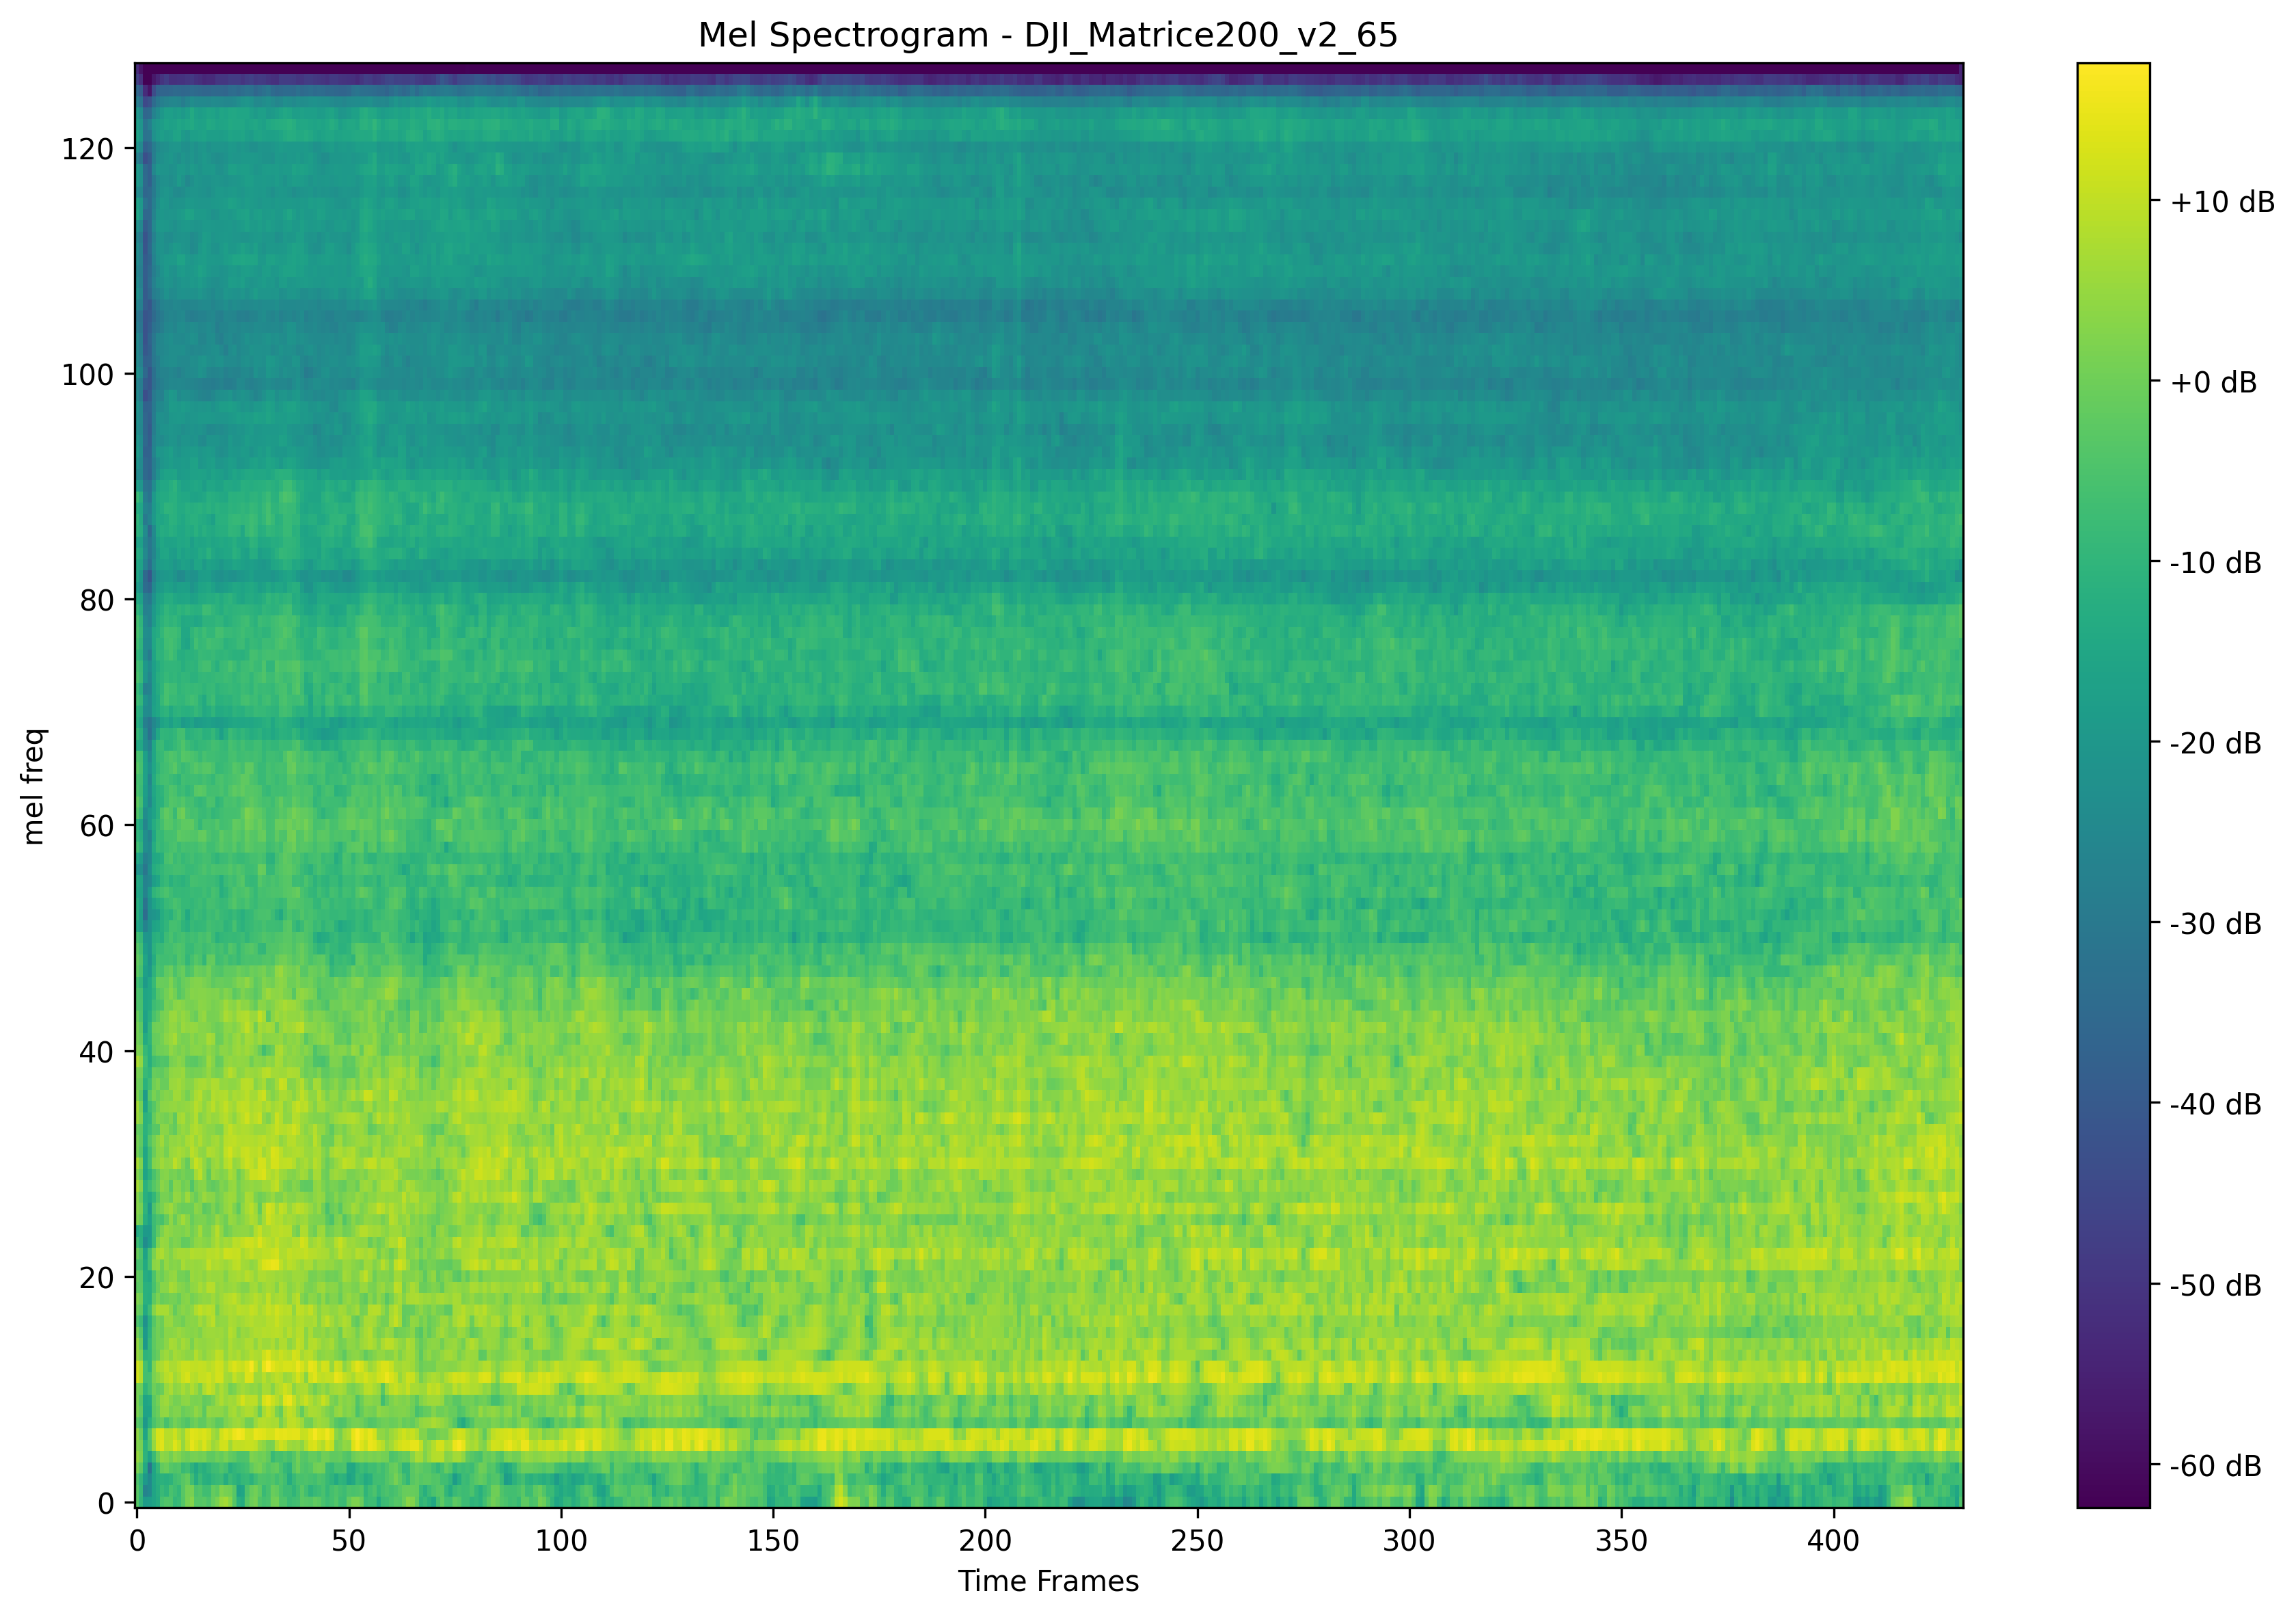 Mel Spectrogram - DJI_Matrice200_v2_65
120
100
80
60
40
20
0
mel freq
0 50 100 150 200 250 300 350 400
Time Frames
+10 dB
+0 dB
-10 dB
-20 dB
-30 dB
-40 dB
-50 dB
-60 dB